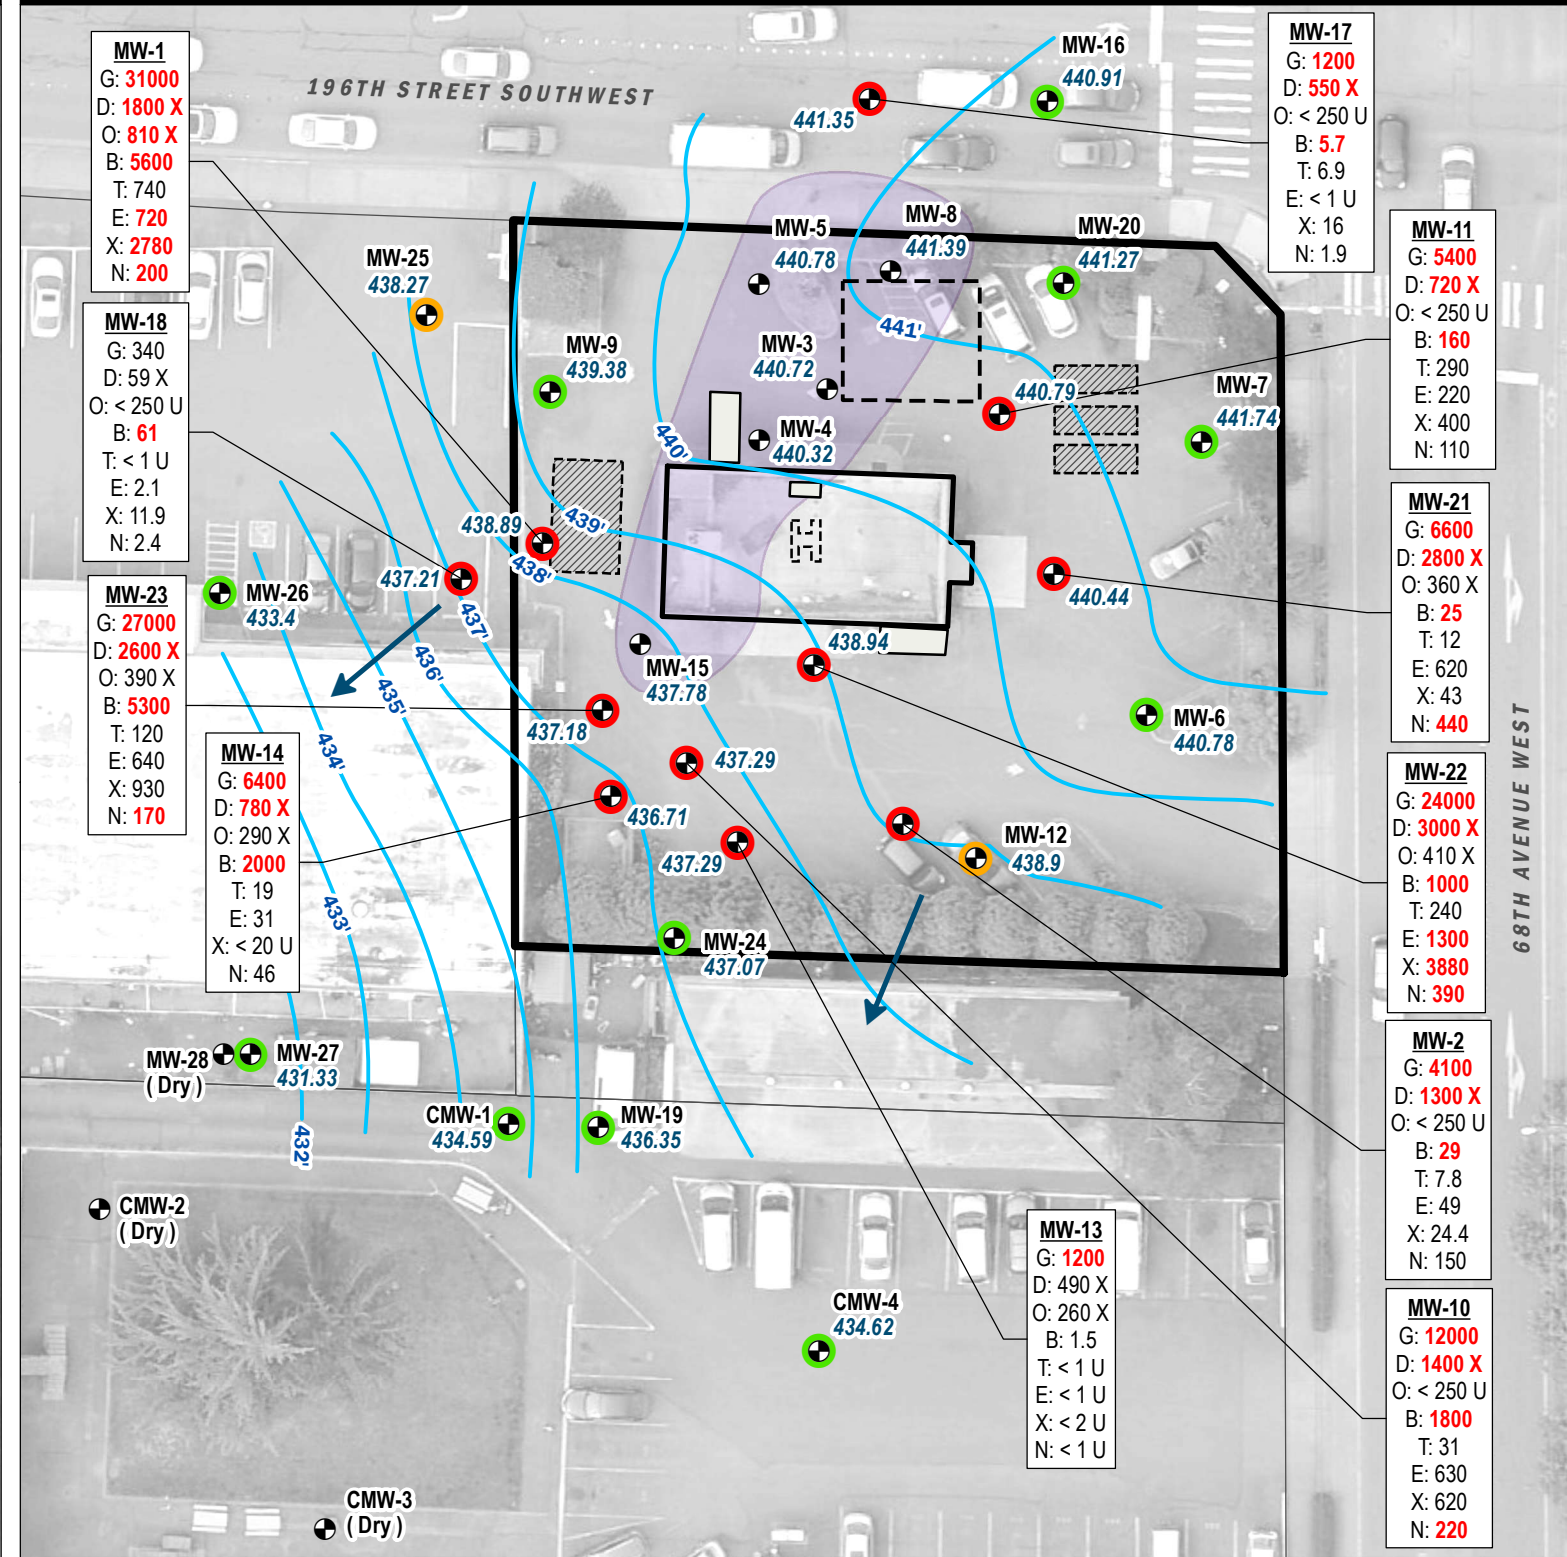 MW-1
G: 31000
D: 1800 X
O: 810 X
B: 5600
T: 740
E: 720
X: 2780
N: 200
MW-18
G: 340
D: 59 X
O: < 250 U
B: 61
T: < 1 U
E: 2.1
X: 11.9
N: 2.4
MW-23
G: 27000
D: 2600 X
O: 390 X
B: 5300
T: 120
E: 640
X: 930
N: 170
MW-14
G: 6400
D: 780 X
O: 290 X
B: 2000
T: 19
E: 31
X: < 20 U
N: 46
196TH STREET SOUTHWEST
441.35
MW-16
440.91
MW-25
438.27
MW-5
440.78
MW-8
441.39
MW-20
441.27
441'
MW-9
439.38
MW-3
440.72
440.79
MW-7
441.74
440'
MW-4
440.32
438.89
439'
438'
437.21
440.44
MW-26
433.4
437'
436'
435'
434'
433'
432'
438.94
MW-15
437.78
437.18
437.29
436.71
437.29
MW-6
440.78
MW-12
438.9
MW-24
437.07
MW-28
( Dry )
MW-27
431.33
CMW-1
434.59
MW-19
436.35
CMW-2
( Dry )
CMW-4
434.62
CMW-3
( Dry )
68TH AVENUE WEST
MW-17
G: 1200
D: 550 X
O: < 250 U
B: 5.7
T: 6.9
E: < 1 U
X: 16
N: 1.9
MW-11
G: 5400
D: 720 X
O: < 250 U
B: 160
T: 290
E: 220
X: 400
N: 110
MW-21
G: 6600
D: 2800 X
O: 360 X
B: 25
T: 12
E: 620
X: 43
N: 440
MW-22
G: 24000
D: 3000 X
O: 410 X
B: 1000
T: 240
E: 1300
X: 3880
N: 390
MW-2
G: 4100
D: 1300 X
O: < 250 U
B: 29
T: 7.8
E: 49
X: 24.4
N: 150
MW-13
G: 1200
D: 490 X
O: 260 X
B: 1.5
T: < 1 U
E: < 1 U
X: < 2 U
N: < 1 U
MW-10
G: 12000
D: 1400 X
O: < 250 U
B: 1800
T: 31
E: 630
X: 620
N: 220